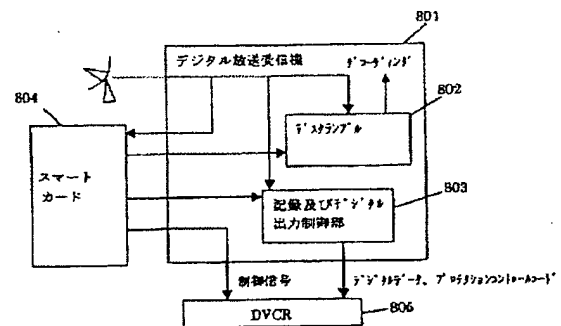 801
デジタル放送受信機
ﾃﾞｺｰﾃﾞｨﾝｸﾞ
804
802
ﾃﾞｽｸﾗﾝﾌﾞﾙ
スマート
カード
803
記録及びﾃﾞｼﾞﾀﾙ
出力制御部
制御信号
ﾃﾞｼﾞﾀﾙﾃﾞｰﾀ、ﾌﾟﾛﾃｸｼｮﾝｺﾝﾄﾛｰﾙｺｰﾄﾞ
DVCR
805